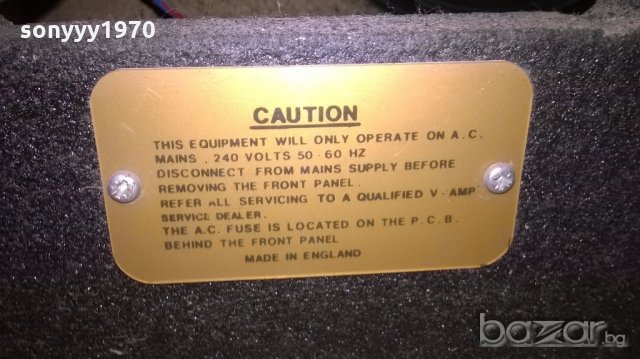 sonyyy1970
CAUTION
THIS EQUIPMENT WILL ONLY OPERATE ON A.C.
MAINS , 240 VOLTS 50 - 60 HZ
DISCONNECT FROM MAINS SUPPLY BEFORE
REMOVING THE FRONT PANEL.
REFER ALL SERVICING TO A QUALIFIED V-AMP
SERVICE DEALER.
THE A.C. FUSE IS LOCATED ON THE P.C.B.
BEHIND THE FRONT PANEL
MADE IN ENGLAND
bazar.bg